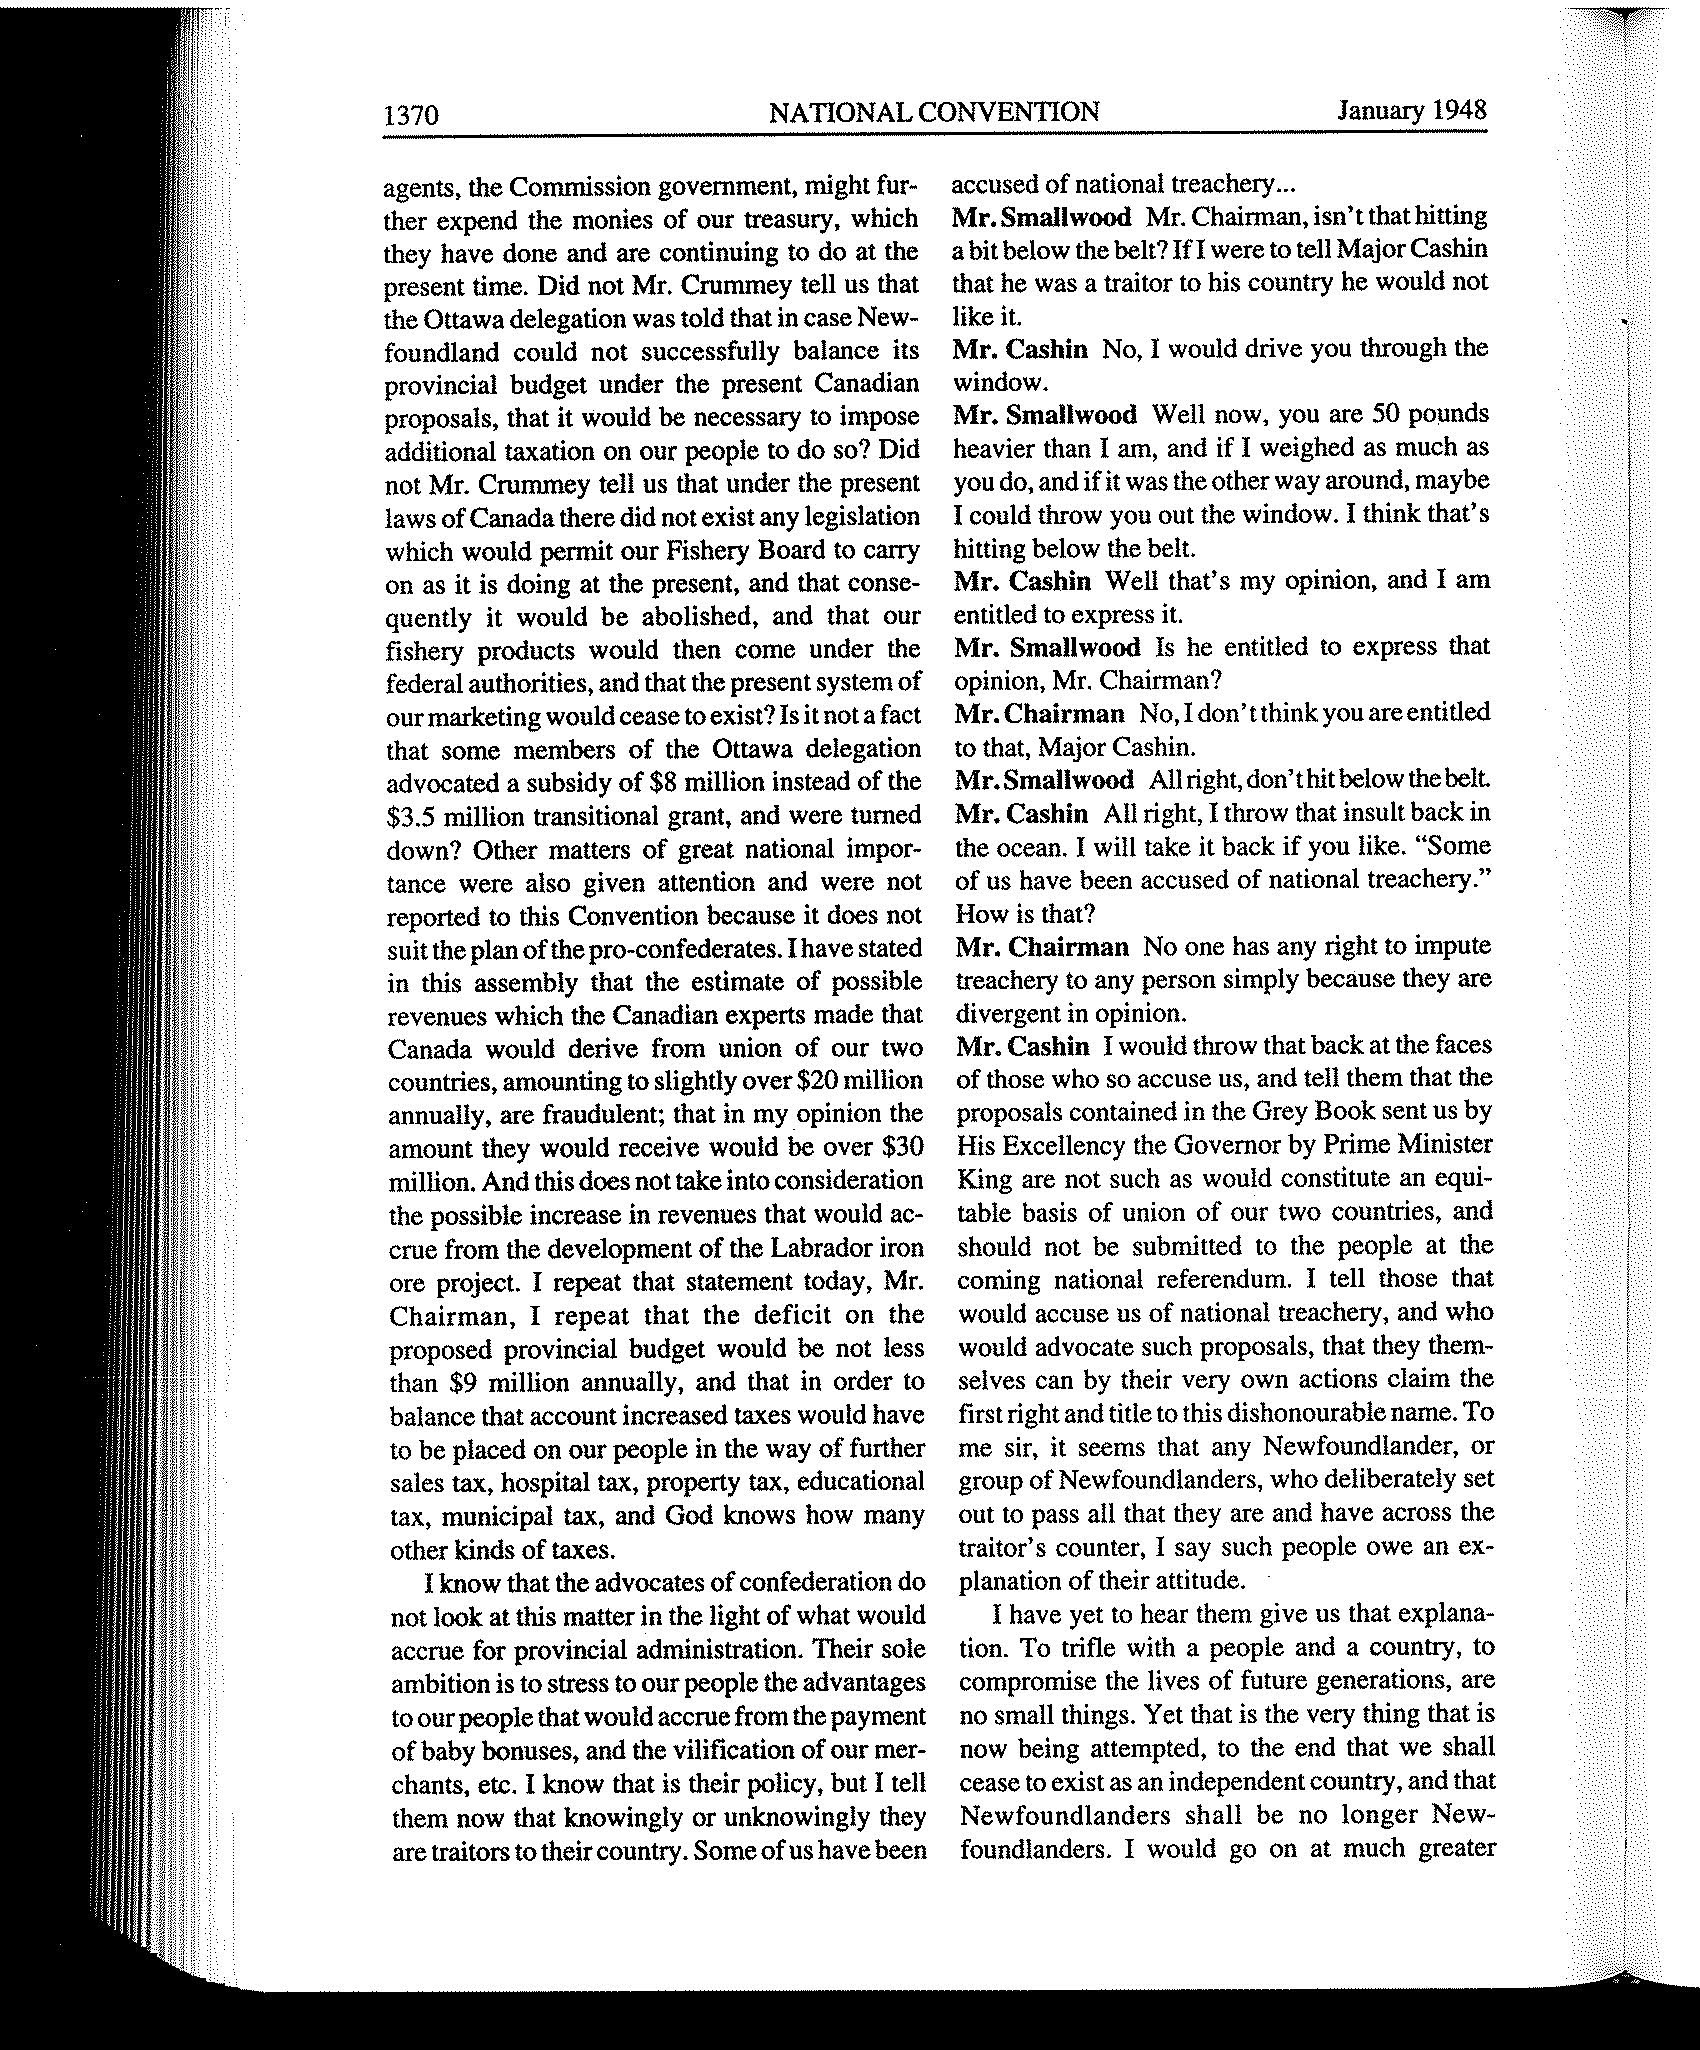 1370 NATIONAL CONVENTION January 1948
agents, the Commission government, might fur-
ther expend the monies of our treasury, which
they have done and are continuing to do at the
present time. Did not Mr. Crummey tell us that
the Ottawa delegation was told that in case New-
foundland could not successfully balance its
provincial budget under the present Canadian
proposals, that it would be necessary to impose
additional taxation on our people to do so? Did
not Mr. Crummey tell us that under the present
laws of Canada there did not exist any legislation
which would permit our Fishery Board to carry
on as it is doing at the present, and that conse-
quently it would be abolished, and that our
fishery products would then come under the
federal authorities, and that the present system of
our marketing would cease to exist? Is it not a fact
that some members of the Ottawa delegation
advocated a subsidy of $8 million instead of the
$3.5 million transitional grant, and were turned
down? Other matters of great national impor-
tance were also given attention and were not
reported to this Convention because it does not
suit the plan of the pro-confederates. I have stated
in this assembly that the estimate of possible
revenues which the Canadian experts made that
Canada would derive from union of our two
countries, amounting to slightly over $20 million
annually, are fraudulent; that in my opinion the
amount they would receive would be over $30
million. And this does not take into consideration
the possible increase in revenues that would ac-
crue from the development of the Labrador iron
ore project. I repeat that statement today, Mr.
Chairman, I repeat that the deficit on the
proposed provincial budget would be not less
than $9 million annually, and that in order to
balance that account increased taxes would have
to be placed on our people in the way of further
sales tax, hospital tax, property tax, educational
tax, municipal tax, and God knows how many
other kinds of taxes.
I know that the advocates of confederation do
not look at this matter in the light of what would
accrue for provincial administration. Their sole
ambition is to stress to our people the advantages
to our people that would accrue from the payment
of baby bonuses, and the vilification of our mer-
chants, etc. I know that is their policy, but I tell
them now that knowingly or unknowingly they
are traitors to their country. Some of us have been
accused of national treachery...
Mr. Smallwood Mr. Chairman, isn't that hitting
a bit below the belt? If I were to tell Major Cashin
that he was a traitor to his country he would not
like it.
Mr. Cashin No, I would drive you through the
window.
Mr. Smallwood Well now, you are 50 pounds
heavier than I am, and if I weighed as much as
you do, and if it was the other way around, maybe
I could throw you out the window. I think that's
hitting below the belt.
Mr. Cashin Well that's my opinion, and I am
entitled to express it.
Mr. Smallwood Is he entitled to express that
opinion, Mr. Chairman?
Mr. Chairman No, I don't think you are entitled
to that, Major Cashin.
Mr. Smallwood All right, don't hit below the belt.
Mr. Cashin All right, I throw that insult back in
the ocean. I will take it back if you like. “Some
of us have been accused of national treachery.”
How is that?
Mr. Chairman No one has any right to impute
treachery to any person simply because they are
divergent in opinion.
Mr. Cashin I would throw that back at the faces
of those who so accuse us, and tell them that the
proposals contained in the Grey Book sent us by
His Excellency the Governor by Prime Minister
King are not such as would constitute an equi-
table basis of union of our two countries, and
should not be submitted to the people at the
coming national referendum. I tell those that
would accuse us of national treachery, and who
would advocate such proposals, that they them-
selves can by their very own actions claim the
first right and title to this dishonourable name. To
me sir, it seems that any Newfoundlander, or
group of Newfoundlanders, who deliberately set
out to pass all that they are and have across the
traitor's counter, I say such people owe an ex-
planation of their attitude.
I have yet to hear them give us that explana-
tion. To trifle with a people and a country, to
compromise the lives of future generations, are
no small things. Yet that is the very thing that is
now being attempted, to the end that we shall
cease to exist as an independent country, and that
Newfoundlanders shall be no longer New-
foundlanders. I would go on at much greater